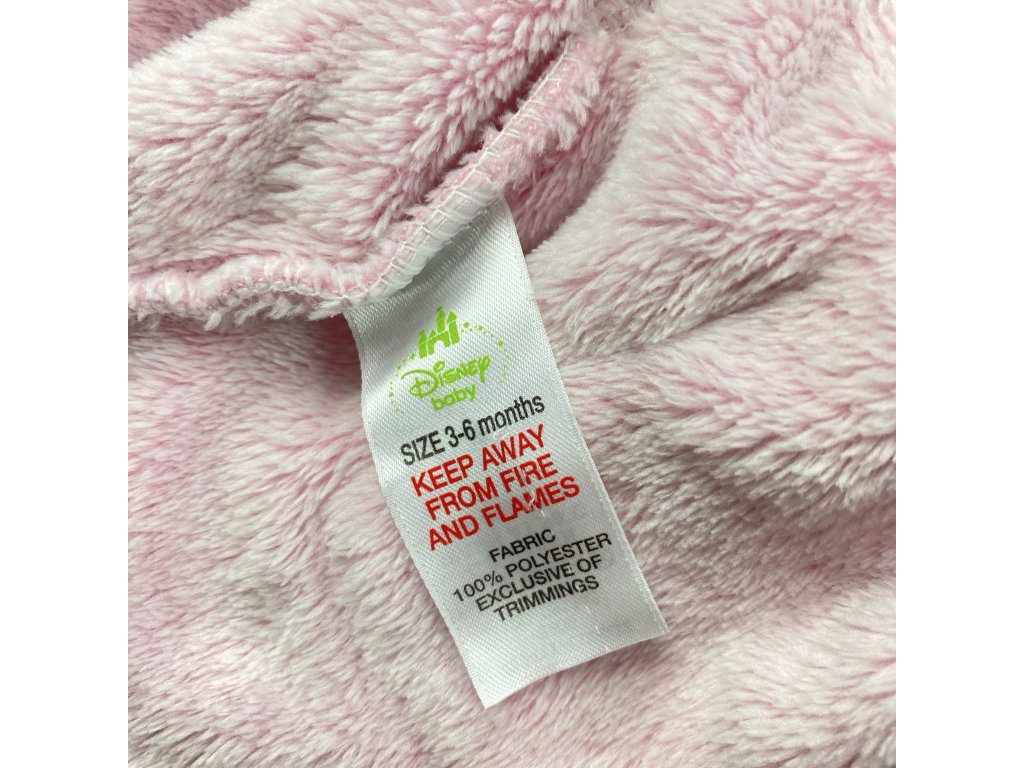 Disney
baby
SIZE 3-6 months
KEEP AWAY
FROM FIRE
AND FLAMES
FABRIC
100% POLYESTER
EXCLUSIVE OF
TRIMMINGS